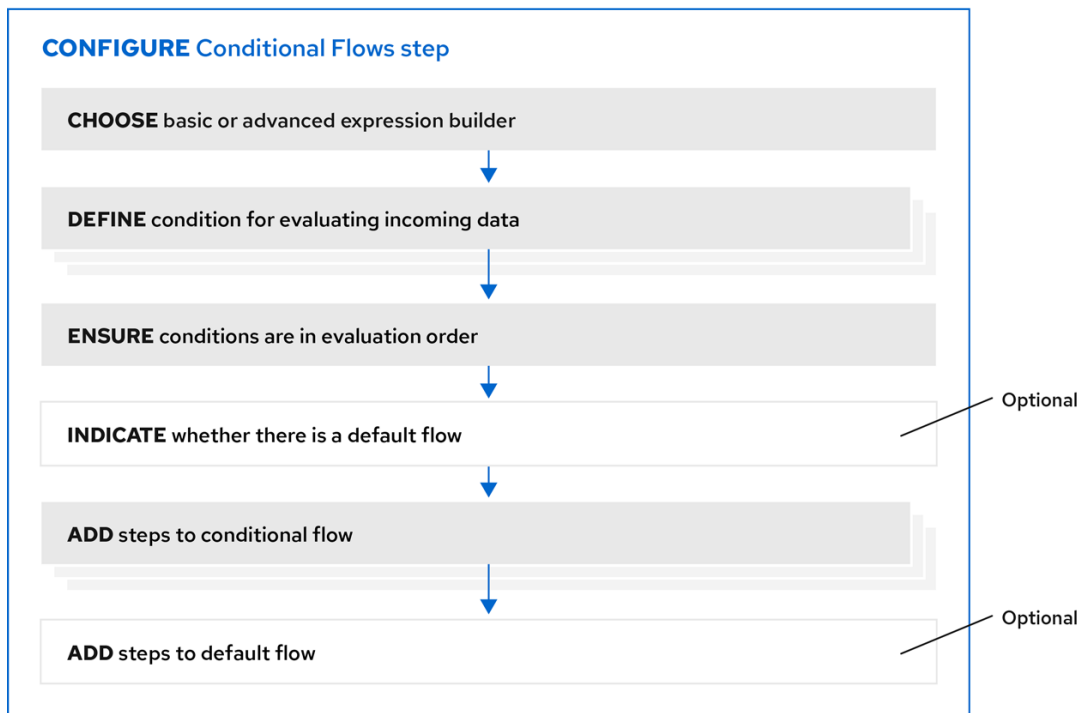 CONFIGURE Conditional Flows step
CHOOSE basic or advanced expression builder
DEFINE condition for evaluating incoming data
ENSURE conditions are in evaluation order
Optional
INDICATE whether there is a default flow
ADD steps to conditional flow
Optional
ADD steps to default flow